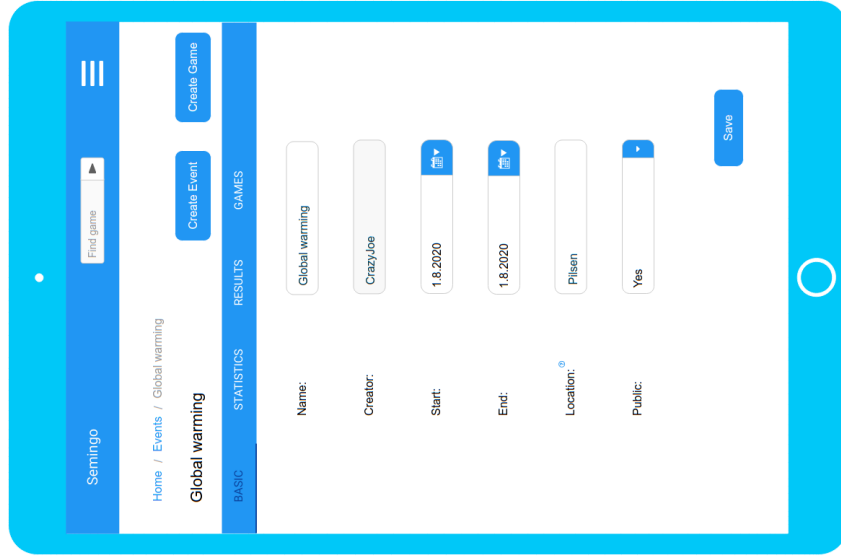 Semingo
Find game
Home / Events / Global warming
Global warming
Create Event
Create Game
BASIC
STATISTICS
RESULTS
GAMES
Name:
Global warming
Creator:
CrazyJoe
Start:
1.8.2020
End:
1.8.2020
Location:
Pilsen
Public:
Yes
Save